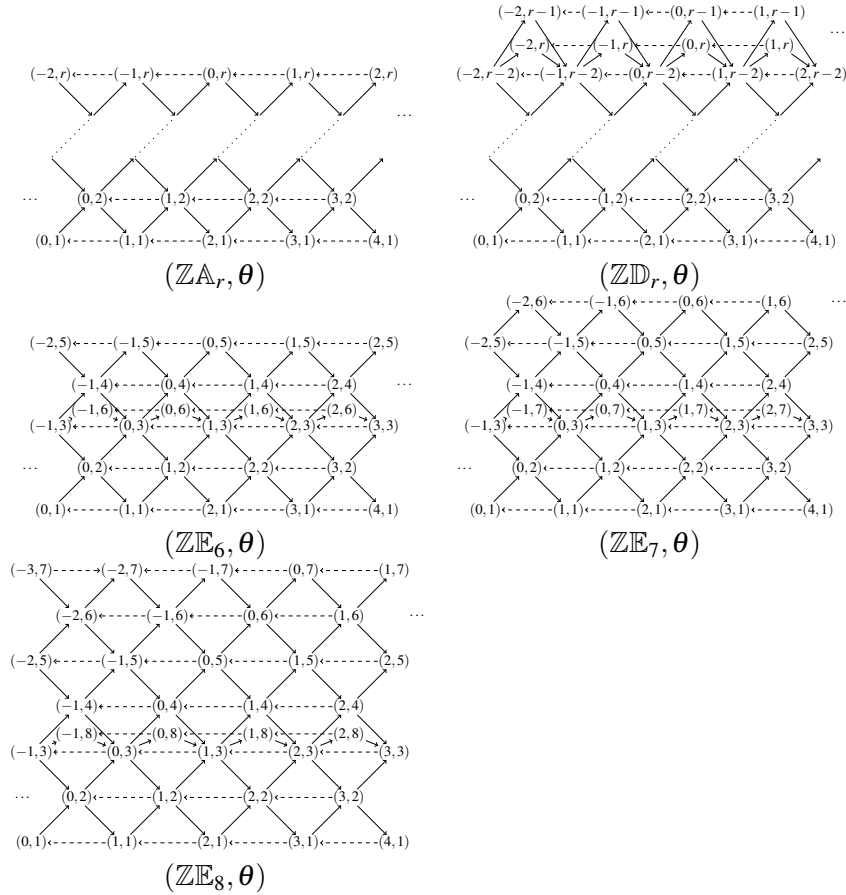 (−2,r−1) (−1,r−1) (0,r−1) (1,r−1)
...
(−2,r) (−1,r) (0,r) (1,r)
(−2,r) (−1,r) (0,r) (1,r) (2,r)
(−2,r−2) (−1,r−2) (0,r−2) (1,r−2) (2,r−2)
...
... (0,2) (1,2) (2,2) (3,2)
... (0,2) (1,2) (2,2) (3,2)
(0,1) (1,1) (2,1) (3,1) (4,1)
(0,1) (1,1) (2,1) (3,1) (4,1)
(ℤ𝔸ᵣ, θ)
(ℤ𝔻ᵣ, θ)
(−2,5) (−1,5) (0,5) (1,5) (2,5)
(−1,4) (0,4) (1,4) (2,4) ...
(−1,6) (0,6) (1,6) (2,6)
(−1,3) (0,3) (1,3) (2,3) (3,3)
... (0,2) (1,2) (2,2) (3,2)
(0,1) (1,1) (2,1) (3,1) (4,1)
(ℤ𝔼₆, θ)
(−2,6) (−1,6) (0,6) (1,6) ...
(−2,5) (−1,5) (0,5) (1,5) (2,5)
(−1,4) (0,4) (1,4) (2,4)
(−1,7) (0,7) (1,7) (2,7)
(−1,3) (0,3) (1,3) (2,3) (3,3)
... (0,2) (1,2) (2,2) (3,2)
(0,1) (1,1) (2,1) (3,1) (4,1)
(ℤ𝔼₇, θ)
(−3,7) (−2,7) (−1,7) (0,7) (1,7)
(−2,6) (−1,6) (0,6) (1,6) ...
(−2,5) (−1,5) (0,5) (1,5) (2,5)
(−1,4) (0,4) (1,4) (2,4)
(−1,8) (0,8) (1,8) (2,8)
(−1,3) (0,3) (1,3) (2,3) (3,3)
... (0,2) (1,2) (2,2) (3,2)
(0,1) (1,1) (2,1) (3,1) (4,1)
(ℤ𝔼₈, θ)